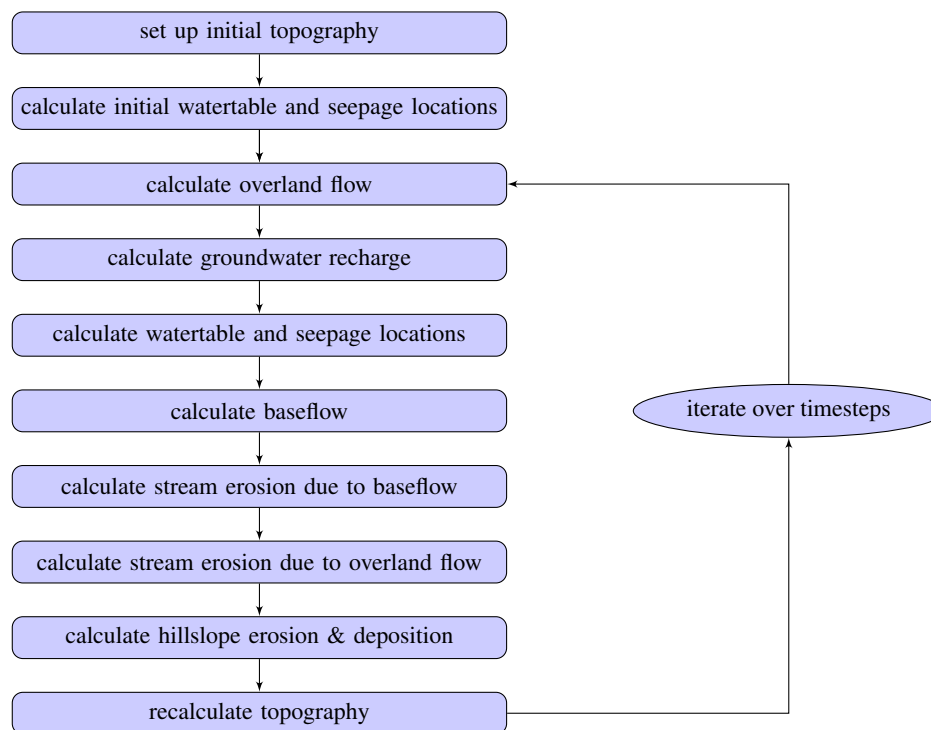 set up initial topography
calculate initial watertable and seepage locations
calculate overland flow
calculate groundwater recharge
calculate watertable and seepage locations
calculate baseflow
iterate over timesteps
calculate stream erosion due to baseflow
calculate stream erosion due to overland flow
calculate hillslope erosion & deposition
recalculate topography